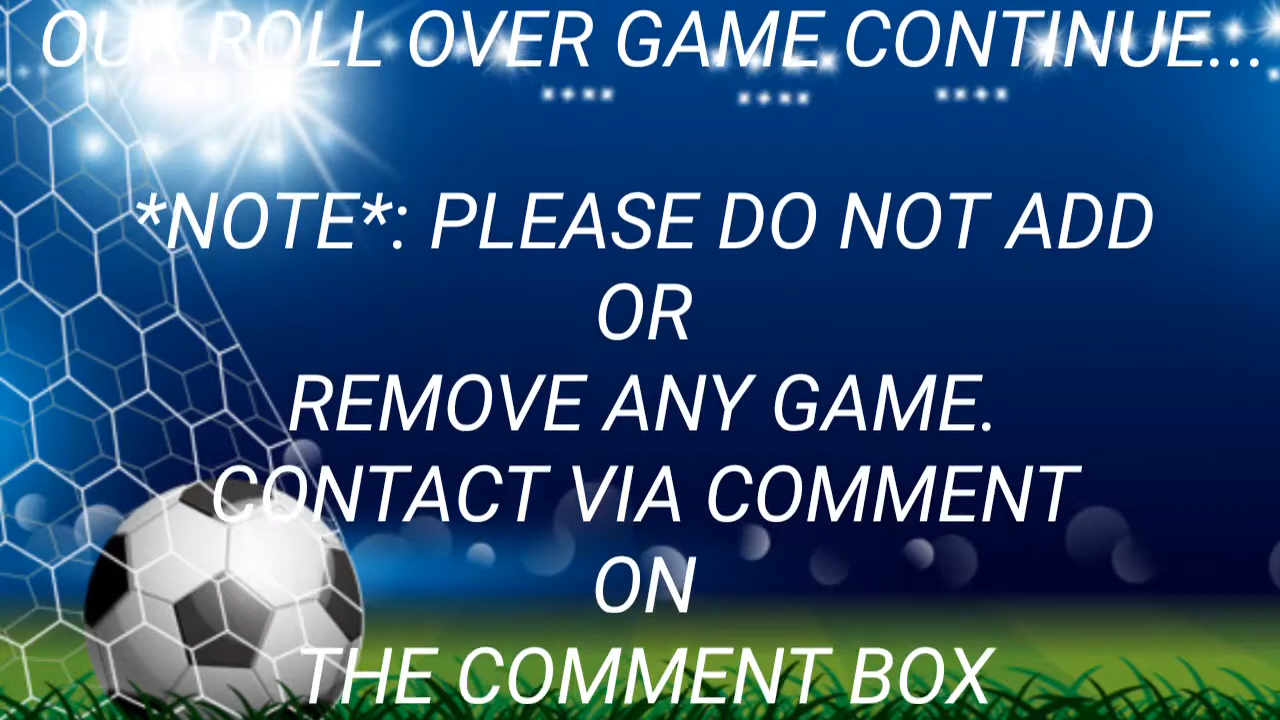 OUR ROLL OVER GAME CONTINUE...
*NOTE*: PLEASE DO NOT ADD
OR
REMOVE ANY GAME.
CONTACT VIA COMMENT
ON
THE COMMENT BOX